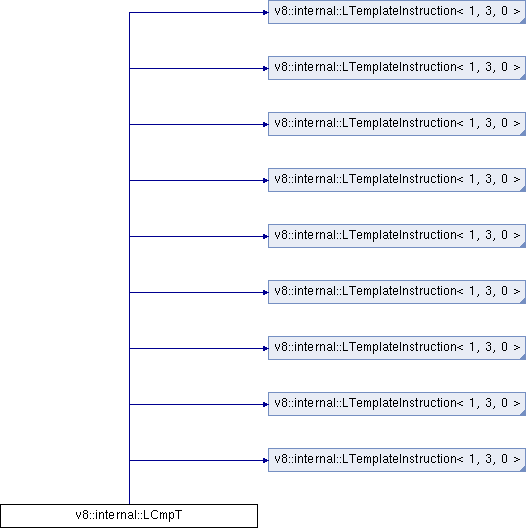 v8::internal::LTemplateInstruction< 1, 3, 0 >
v8::internal::LTemplateInstruction< 1, 3, 0 >
v8::internal::LTemplateInstruction< 1, 3, 0 >
v8::internal::LTemplateInstruction< 1, 3, 0 >
v8::internal::LTemplateInstruction< 1, 3, 0 >
v8::internal::LTemplateInstruction< 1, 3, 0 >
v8::internal::LTemplateInstruction< 1, 3, 0 >
v8::internal::LTemplateInstruction< 1, 3, 0 >
v8::internal::LTemplateInstruction< 1, 3, 0 >
v8::internal::LCmpT